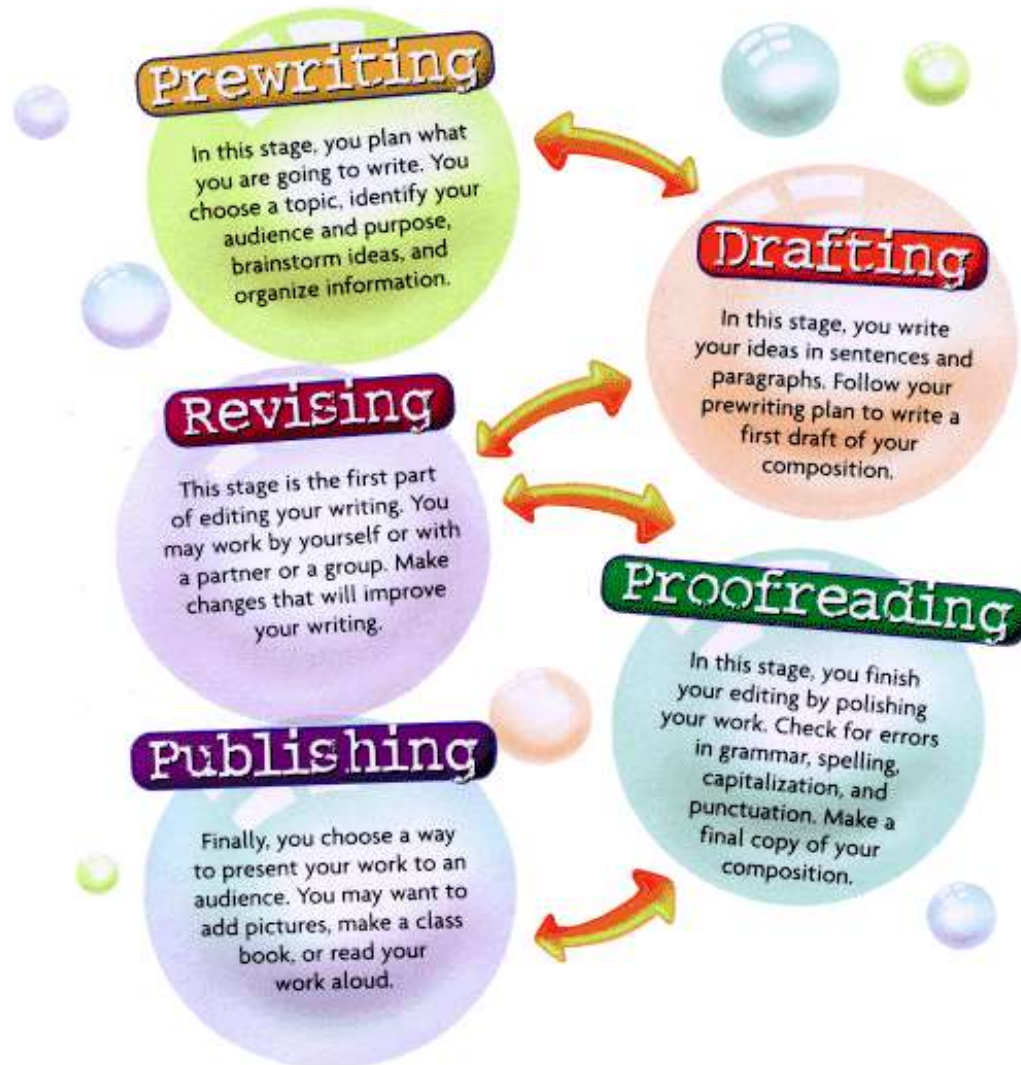 Prewriting
In this stage, you plan what
you are going to write. You
choose a topic, identify your
audience and purpose,
brainstorm ideas, and
organize information.
Drafting
In this stage, you write
your ideas in sentences and
paragraphs. Follow your
prewriting plan to write a
first draft of your
composition.
Revising
This stage is the first part
of editing your writing. You
may work by yourself or with
a partner or a group. Make
changes that will improve
your writing.
Proofreading
In this stage, you finish
your editing by polishing
your work. Check for errors
in grammar, spelling,
capitalization, and
punctuation. Make a
final copy of your
composition.
Publishing
Finally, you choose a way
to present your work to an
audience. You may want to
add pictures, make a class
book, or read your
work aloud.